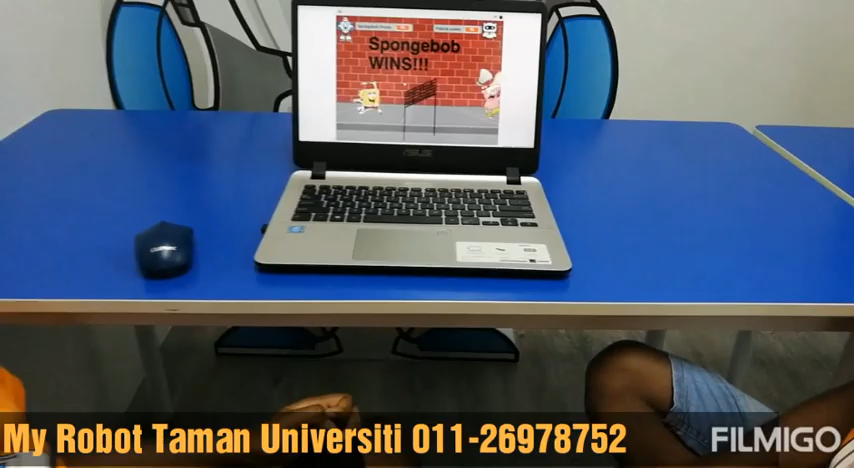 Spongebob
WINS!!!
ASUS
My Robot Taman Universiti 011-26978752
FILMIGO